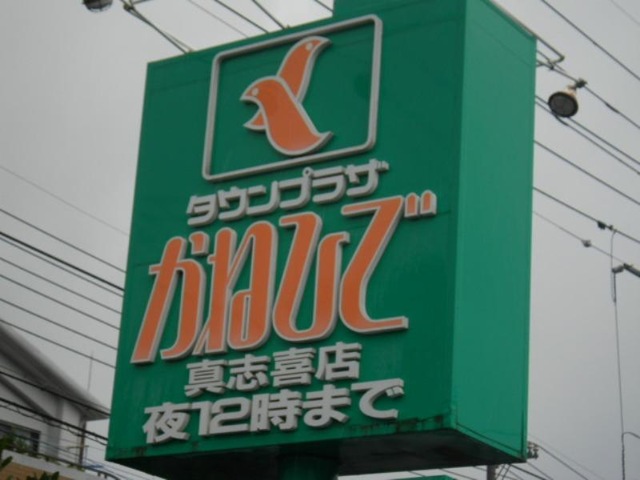 タウンプラザ
かねひで
真志喜店
夜12時まで